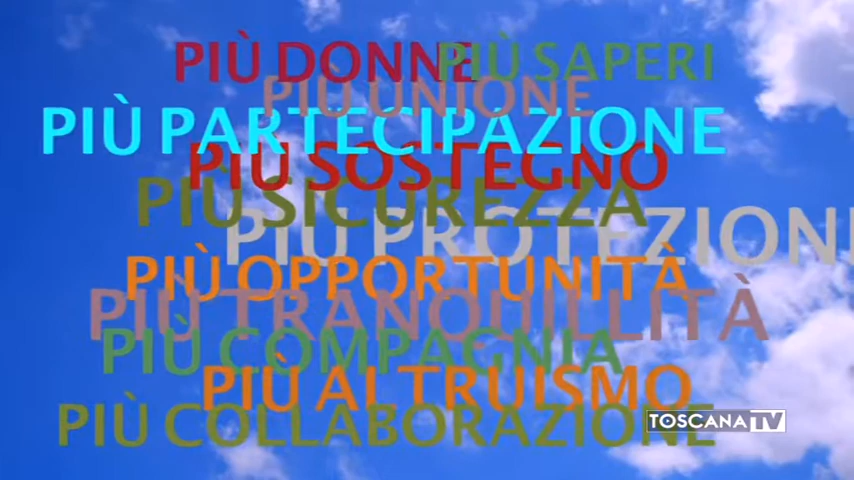 PIÙ DONNE
PIÙ SAPERI
PIÙ UNIONE
PIÙ PARTECIPAZIONE
PIÙ SOSTEGNO
PIÙ SICUREZZA
PIÙ PROTEZION
PIÙ OPPORTUNITÀ
PIÙ TRANQUILLITÀ
PIÙ COMPAGNIA
PIÙ ALTRUISMO
PIÙ COLLABORAZIONE
TOSCANA TV